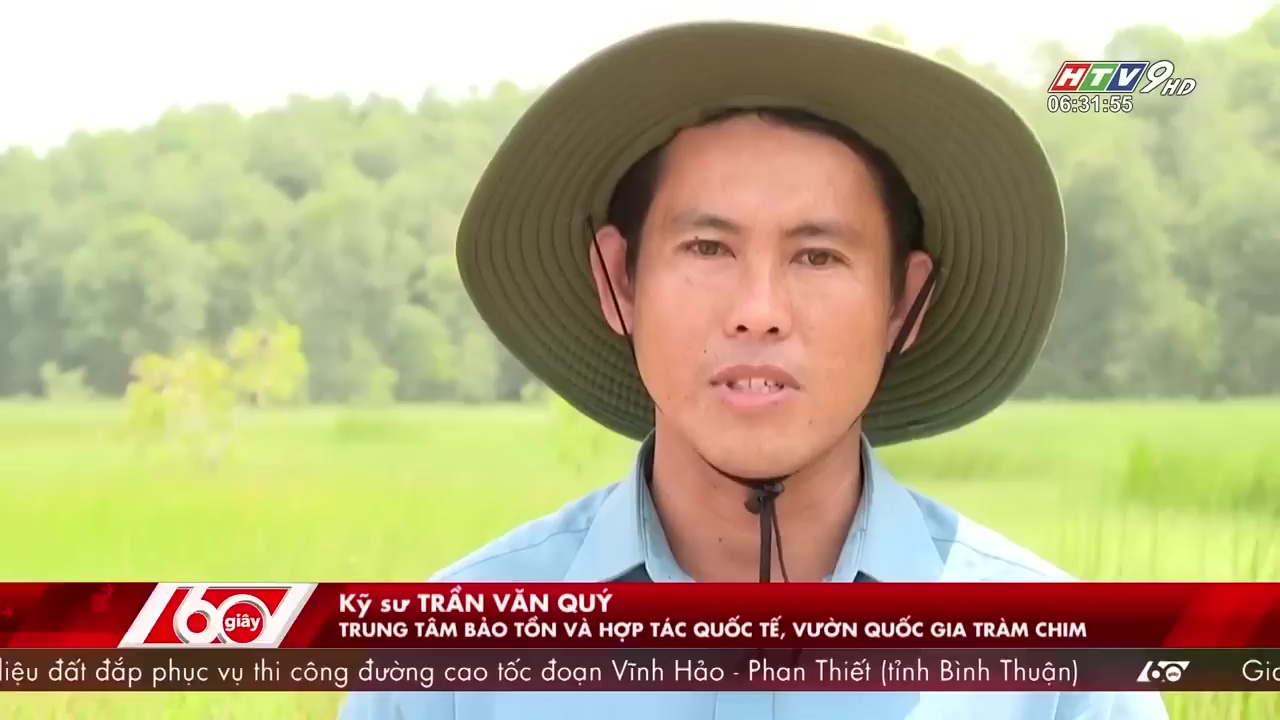 HTV9HD
06:31:55
60 giây
Kỹ sư TRẦN VĂN QUÝ
TRUNG TÂM BẢO TỒN VÀ HỢP TÁC QUỐC TẾ, VƯỜN QUỐC GIA TRÀM CHIM
liệu đất đắp phục vụ thi công đường cao tốc đoạn Vĩnh Hảo - Phan Thiết (tỉnh Bình Thuận) 60 giây Gia